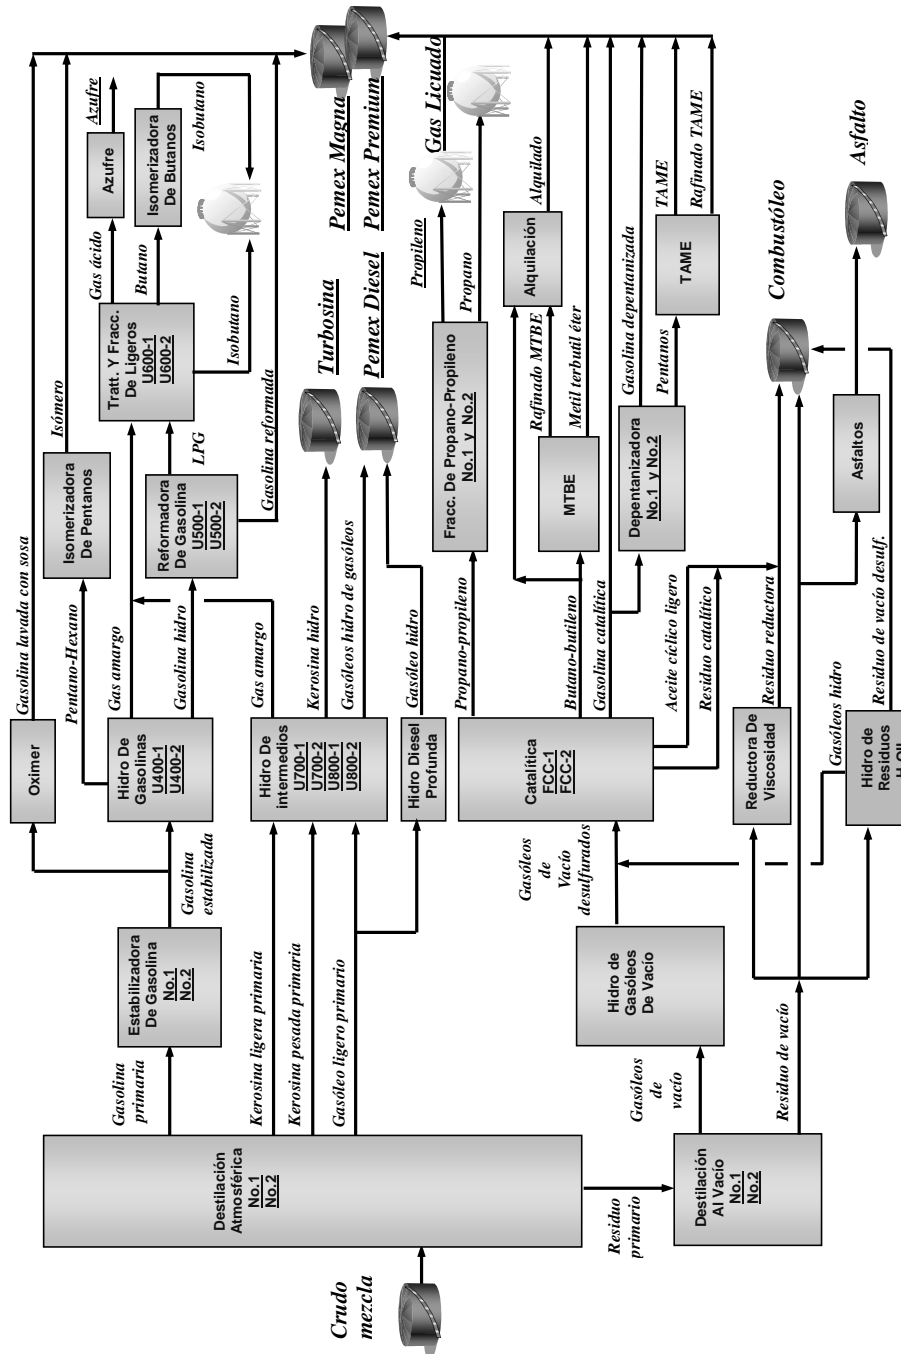 Crudo
mezcla
Destilación
Atmosférica
No.1
No.2
Residuo
primario
Destilación
Al Vacío
No.1
No.2
Gasolina
primaria
Kerosina ligera primaria
Kerosina pesada primaria
Gasóleo ligero primario
Gasóleos
de
vacío
Residuo de vacío
Estabilizadora
De Gasolina
No.1
No.2
Hidro de
Gasóleos
De Vacío
Gasolina
estabilizada
Gasóleos
de
Vacío
desulfurados
Oximer
Hidro De
Gasolinas
U400-1
U400-2
Hidro De
intermedios
U700-1
U700-2
U800-1
U800-2
Hidro Diesel
Profunda
Catalítica
FCC-1
FCC-2
Reductora De
Viscosidad
Hidro de
Residuos
Gasolina lavada con sosa
Pentano-Hexano
Gas amargo
Gasolina hidro
Gas amargo
Kerosina hidro
Gasóleos hidro de gasóleos
Gasóleo hidro
Propano-propileno
Butano-butileno
Gasolina catalítica
Aceite cíclico ligero
Residuo catalítico
Residuo reductora
Gasóleos hidro
Residuo de vacío desulf.
Isomerizadora
De Pentanos
Reformadora
De Gasolina
U500-1
U500-2
Fracc. De Propano-Propileno
No.1 y No.2
MTBE
Depentanizadora
No.1 y No.2
Asfaltos
Isómero
LPG
Gasolina reformada
Tratt. Y Fracc.
De Ligeros
U600-1
U600-2
Turbosina
Pemex Diesel
Rafinado MTBE
Metil terbutil éter
Gasolina depentanizada
Pentanos
Gas ácido
Butano
Isobutano
Propileno
Propano
Alquilación
TAME
Combustóleo
Azufre
Isomerizadora
De Butanos
Azufre
Isobutano
Pemex Magna
Pemex Premium
Gas Licuado
Alquilado
TAME
Rafinado TAME
Asfalto